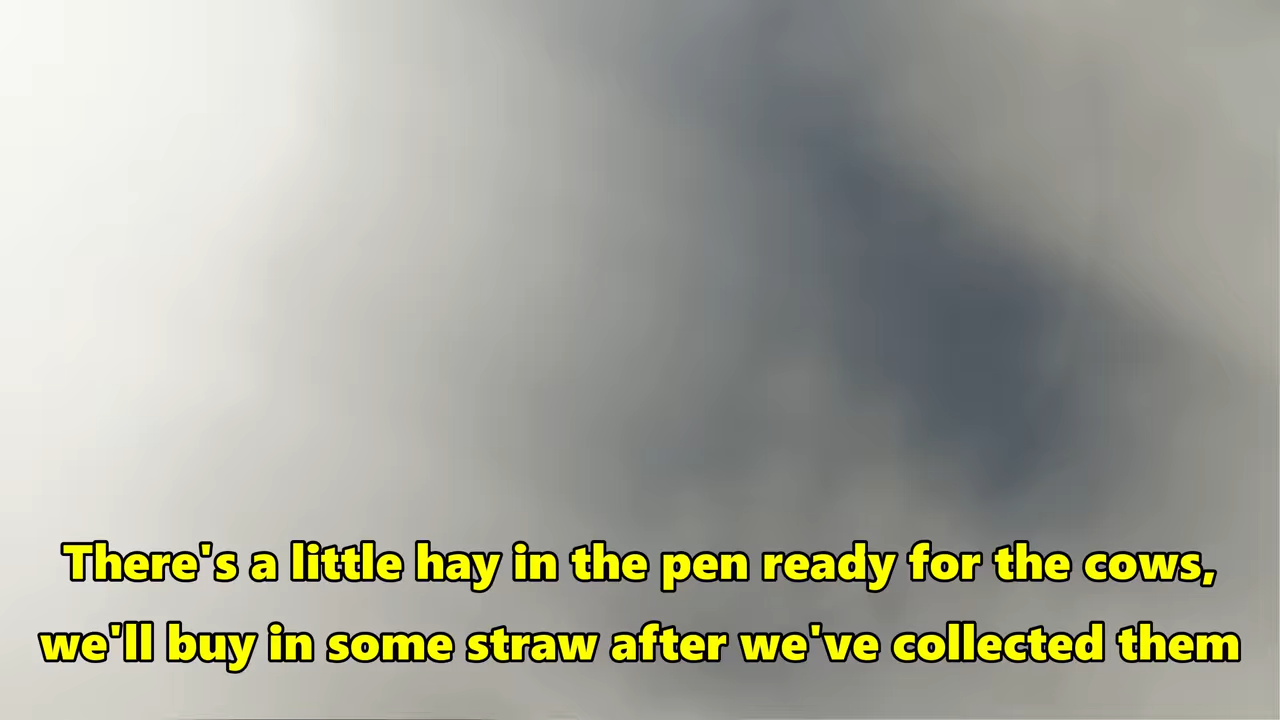 There's a little hay in the pen ready for the cows,
we'll buy in some straw after we've collected them